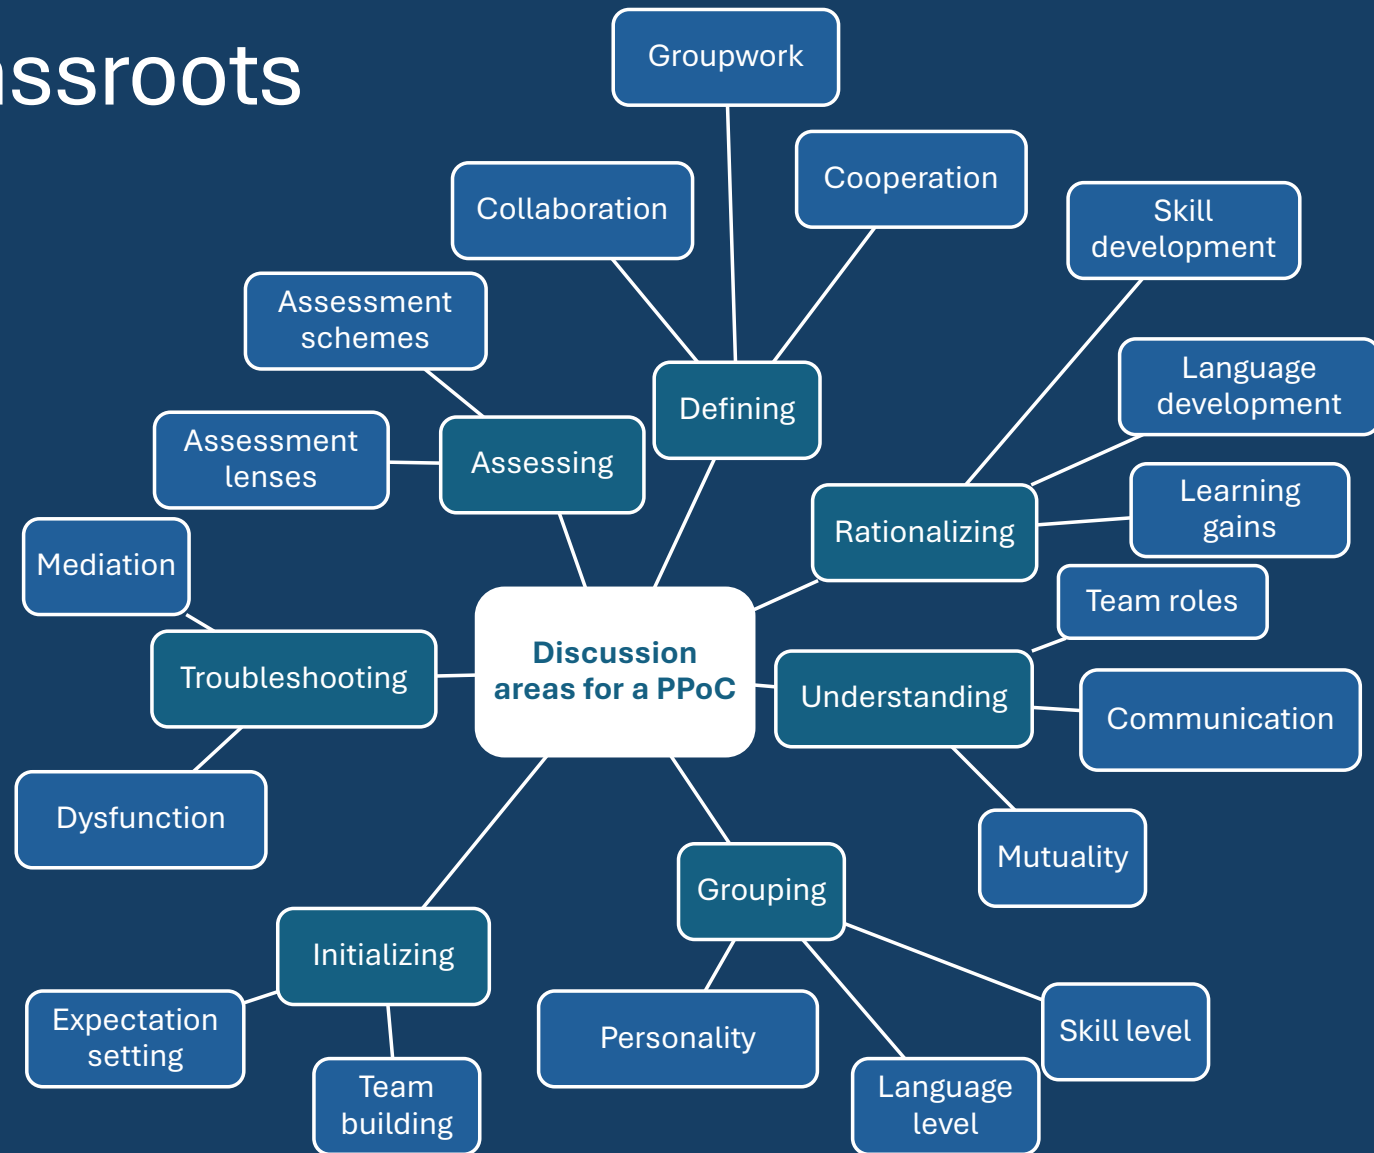 ssroots
Groupwork
Cooperation
Collaboration
Skill
development
Assessment
schemes
Language
development
Defining
Assessment
lenses
Assessing
Learning
gains
Rationalizing
Mediation
Team roles
Discussion
areas for a PPoC
Troubleshooting
Understanding
Communication
Dysfunction
Mutuality
Grouping
Initializing
Expectation
setting
Personality
Skill level
Team
building
Language
level